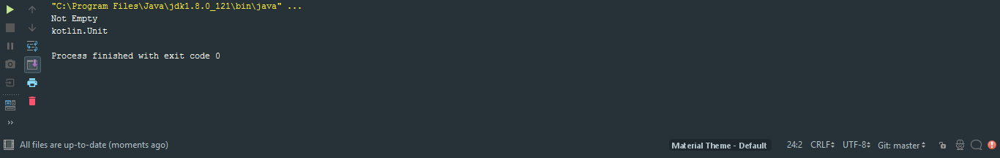 "C:\Program Files\Java\jdk1.8.0_121\bin\java" ...
Not Empty
kotlin.Unit
Process finished with exit code 0
All files are up-to-date (moments ago) Material Theme - Default 24:2 CRLF UTF-8 Git: master